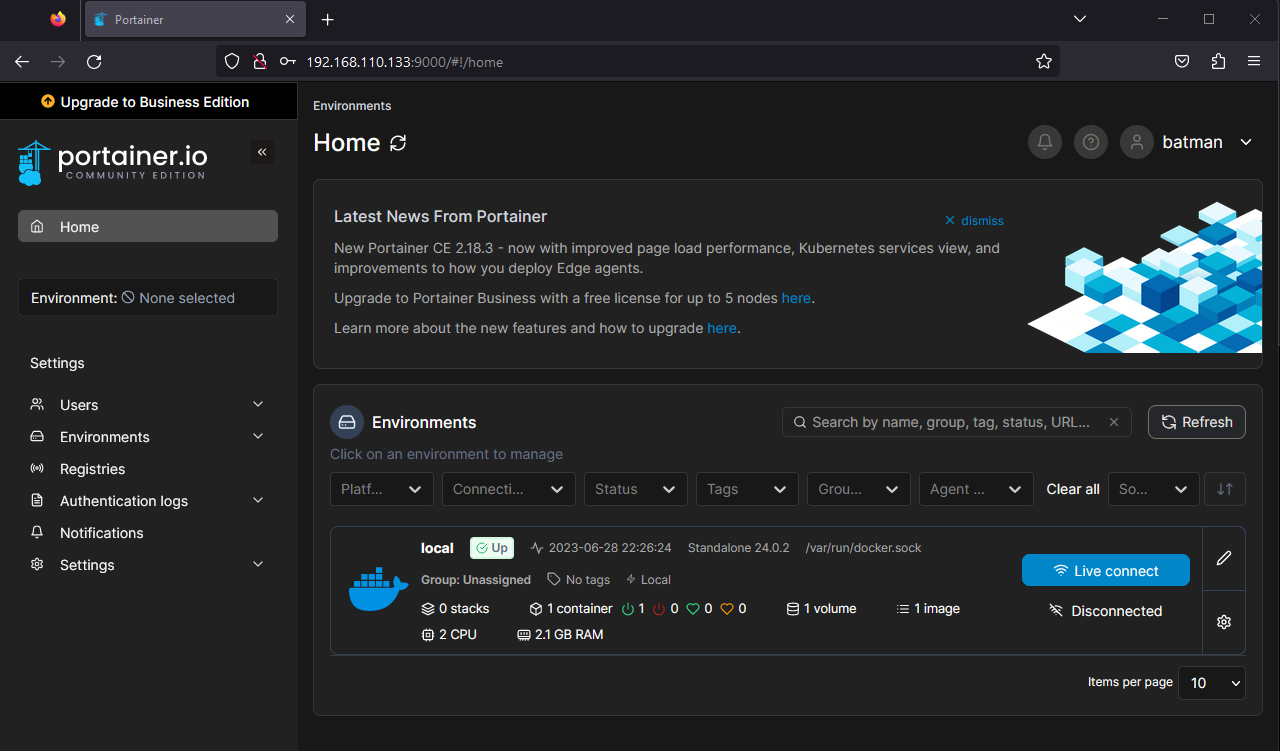 Portainer
192.168.110.133:9000/#!/home
Upgrade to Business Edition
portainer.io
COMMUNITY EDITION
Home
Environment: None selected
Settings
Users
Environments
Registries
Authentication logs
Notifications
Settings
Environments
Home
batman
Latest News From Portainer
dismiss
New Portainer CE 2.18.3 - now with improved page load performance, Kubernetes services view, and
improvements to how you deploy Edge agents.
Upgrade to Portainer Business with a free license for up to 5 nodes here.
Learn more about the new features and how to upgrade here.
Environments
Search by name, group, tag, status, URL...
Refresh
Click on an environment to manage
Platf... Connecti... Status Tags Grou... Agent ... Clear all So...
local Up 2023-06-28 22:26:24 Standalone 24.0.2 /var/run/docker.sock
Group: Unassigned No tags Local
Live connect
0 stacks 1 container 1 0 0 0 1 volume 1 image
Disconnected
2 CPU 2.1 GB RAM
Items per page 10